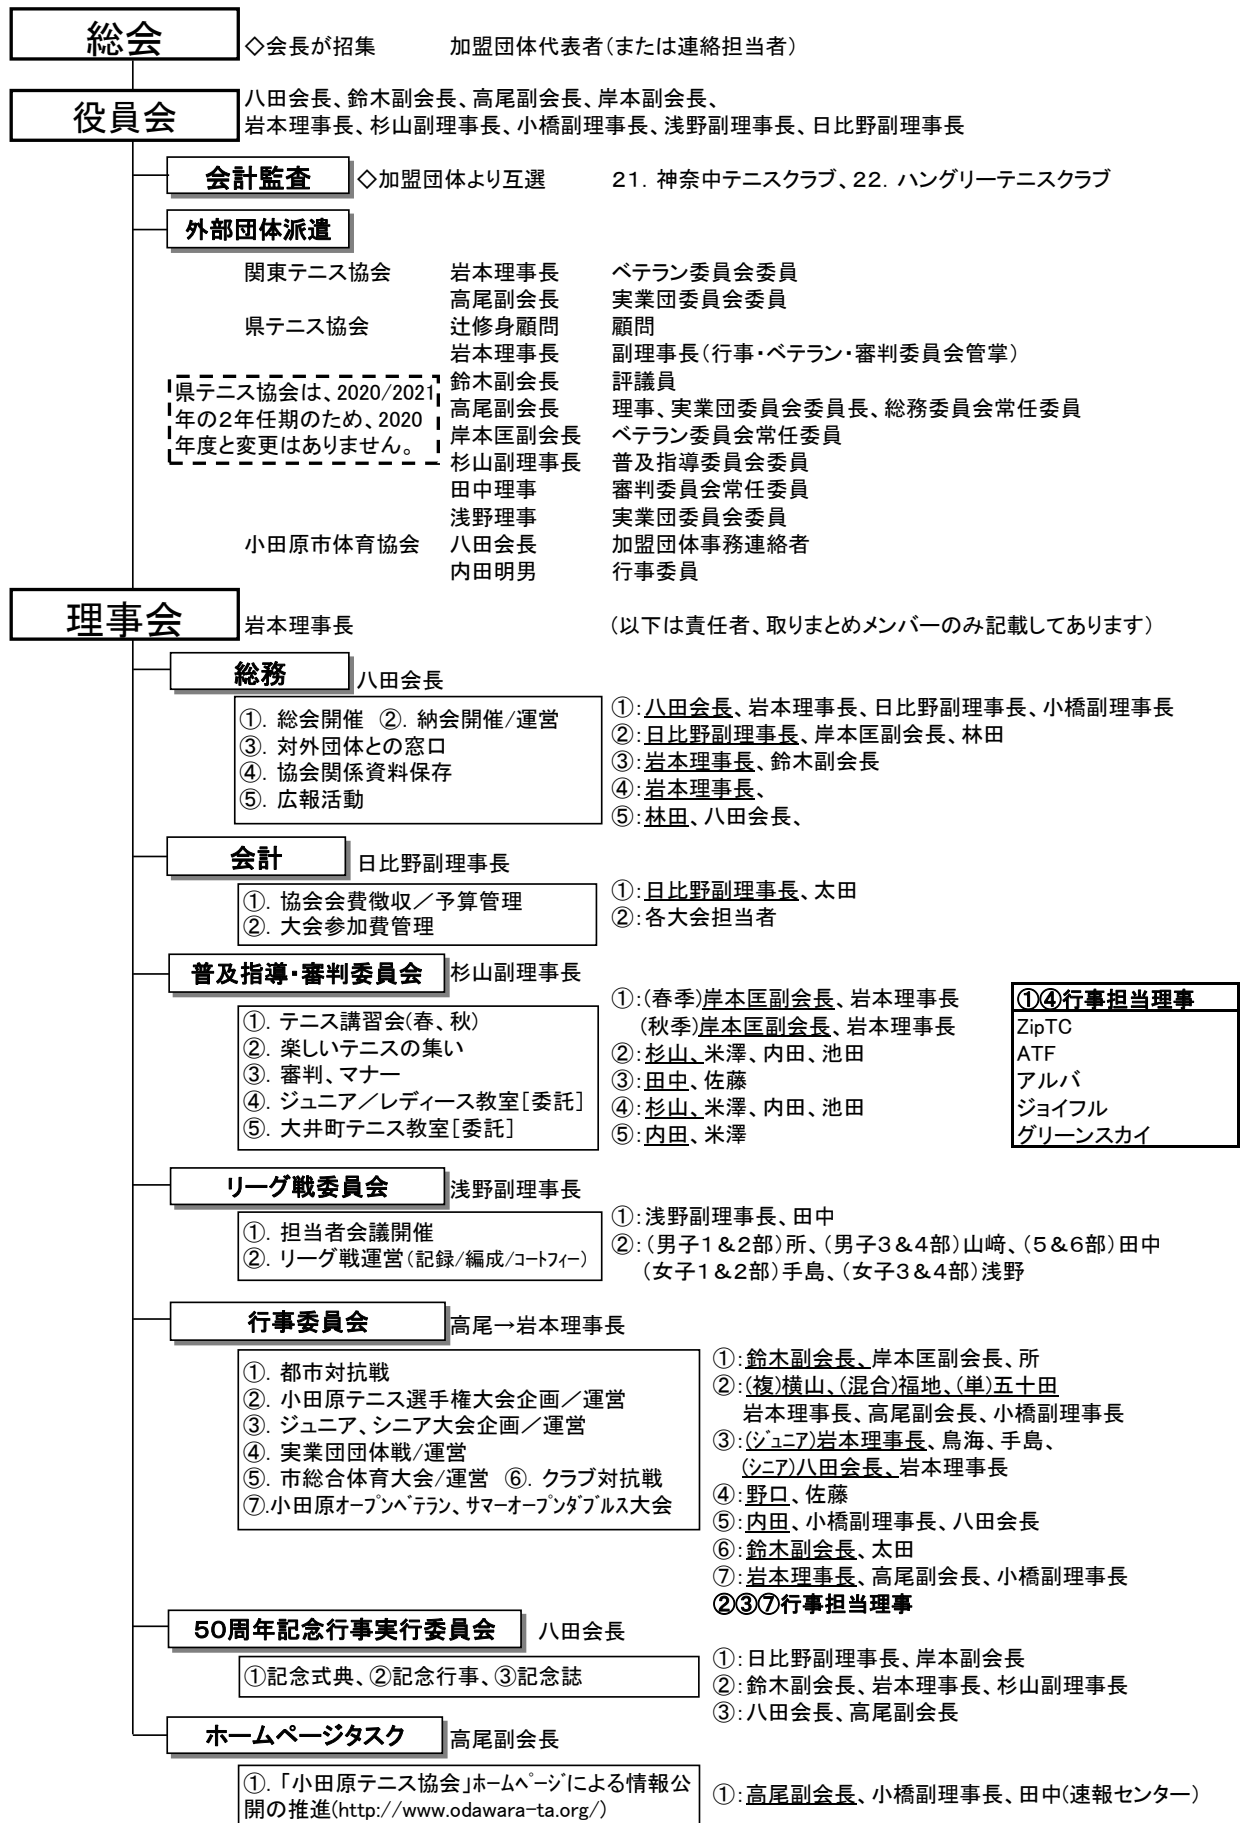 総会 ◇会長が招集 加盟団体代表者(または連絡担当者)
役員会 八田会長、鈴木副会長、高尾副会長、岸本副会長、
岩本理事長、杉山副理事長、小橋副理事長、浅野副理事長、日比野副理事長
会計監査 ◇加盟団体より互選 21．神奈中テニスクラブ、22．ハングリーテニスクラブ
外部団体派遣
関東テニス協会 岩本理事長 ベテラン委員会委員
高尾副会長 実業団委員会委員
県テニス協会 辻修身顧問 顧問
岩本理事長 副理事長(行事・ベテラン・審判委員会管掌)
鈴木副会長 評議員
高尾副会長 理事、実業団委員会委員長、総務委員会常任委員
岸本匡副会長 ベテラン委員会常任委員
杉山副理事長 普及指導委員会委員
田中理事 審判委員会常任委員
浅野理事 実業団委員会委員
県テニス協会は、2020/2021
年の2年任期のため、2020
年度と変更はありません。
小田原市体育協会 八田会長 加盟団体事務連絡者
内田明男 行事委員
理事会 岩本理事長 (以下は責任者、取りまとめメンバーのみ記載してあります)
総務 八田会長
①．総会開催 ②．納会開催/運営
③．対外団体との窓口
④．協会関係資料保存
⑤．広報活動
①：八田会長、岩本理事長、日比野副理事長、小橋副理事長
②：日比野副理事長、岸本匡副会長、林田
③：岩本理事長、鈴木副会長
④：岩本理事長、
⑤：林田、八田会長、
会計 日比野副理事長
①．協会会費徴収／予算管理
②．大会参加費管理
①：日比野副理事長、太田
②：各大会担当者
普及指導・審判委員会 杉山副理事長
①．テニス講習会(春、秋)
②．楽しいテニスの集い
③．審判、マナー
④．ジュニア／レディース教室［委託］
⑤．大井町テニス教室［委託］
①：(春季)岸本匡副会長、岩本理事長
(秋季)岸本匡副会長、岩本理事長
②：杉山、米澤、内田、池田
③：田中、佐藤
④：杉山、米澤、内田、池田
⑤：内田、米澤
①④行事担当理事
ZipTC
ATF
アルバ
ジョイフル
グリーンスカイ
リーグ戦委員会 浅野副理事長
①．担当者会議開催
②．リーグ戦運営(記録/編成/ｺｰﾄﾌｨｰ)
①：浅野副理事長、田中
②：(男子1＆2部)所、(男子3＆4部)山﨑、(5＆6部)田中
(女子1＆2部)手島、(女子3＆4部)浅野
行事委員会 高尾→岩本理事長
①．都市対抗戦
②．小田原テニス選手権大会企画／運営
③．ジュニア、シニア大会企画／運営
④．実業団団体戦/運営
⑤．市総合体育大会/運営 ⑥．クラブ対抗戦
⑦.小田原ｵｰﾌﾟﾝﾍﾞﾃﾗﾝ、ｻﾏｰｵｰﾌﾟﾝﾀﾞﾌﾞﾙｽ大会
①：鈴木副会長、岸本匡副会長、所
②：(複)横山、(混合)福地、(単)五十田
岩本理事長、高尾副会長、小橋副理事長
③：(ｼﾞｭﾆｱ)岩本理事長、鳥海、手島、
(ｼﾆｱ)八田会長、岩本理事長
④：野口、佐藤
⑤：内田、小橋副理事長、八田会長
⑥：鈴木副会長、太田
⑦：岩本理事長、高尾副会長、小橋副理事長
②③⑦行事担当理事
50周年記念行事実行委員会 八田会長
①記念式典、②記念行事、③記念誌
①：日比野副理事長、岸本副会長
②：鈴木副会長、岩本理事長、杉山副理事長
③：八田会長、高尾副会長
ホームページタスク 高尾副会長
①．「小田原テニス協会」ﾎｰﾑﾍﾟｰｼﾞによる情報公
開の推進(http://www.odawara-ta.org/)
①：高尾副会長、小橋副理事長、田中(速報センター)